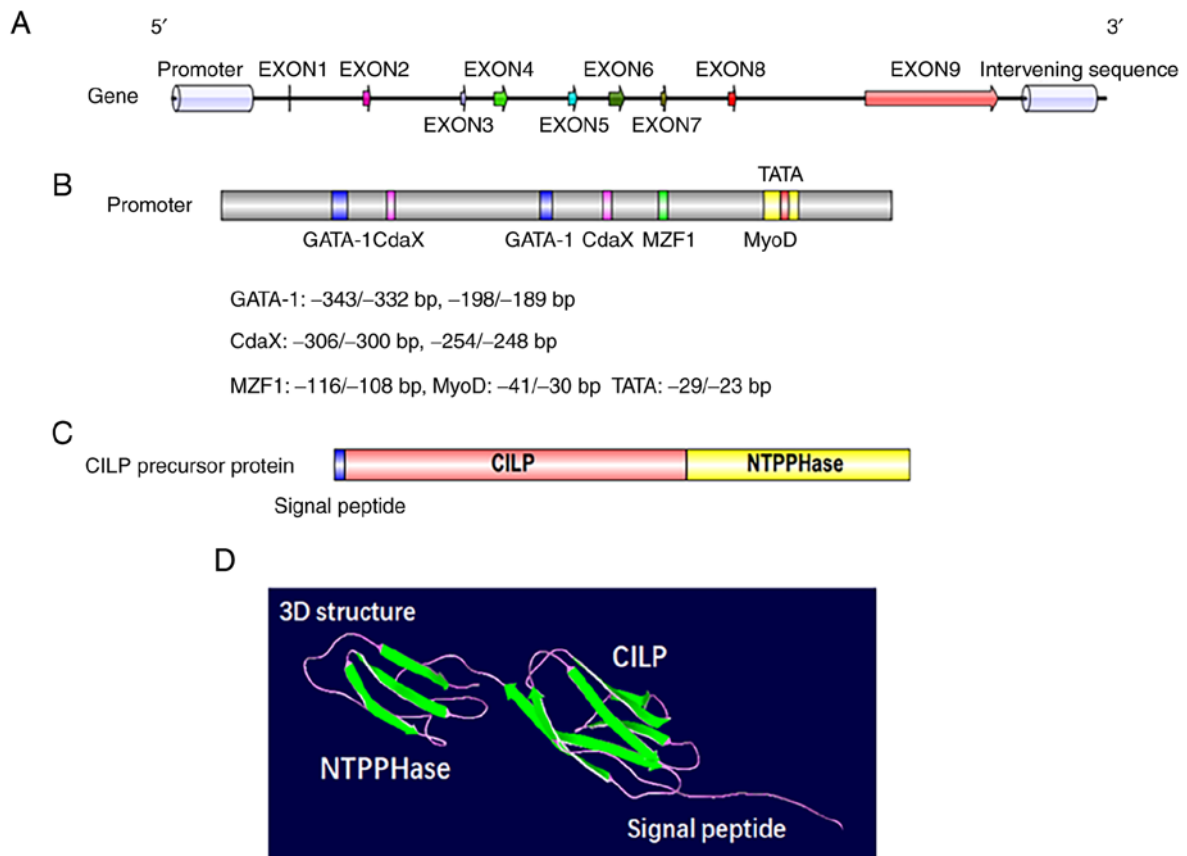 A
5′
3′
Promoter EXON1 EXON2 EXON4 EXON6 EXON8 EXON9 Intervening sequence
Gene
EXON3 EXON5 EXON7
B
TATA
Promoter
GATA-1 CdaX GATA-1 CdaX MZF1 MyoD
GATA-1: –343/–332 bp, –198/–189 bp
CdaX: –306/–300 bp, –254/–248 bp
MZF1: –116/–108 bp, MyoD: –41/–30 bp TATA: –29/–23 bp
C
CILP precursor protein
CILP NTPPHase
Signal peptide
D
3D structure
CILP
NTPPHase
Signal peptide